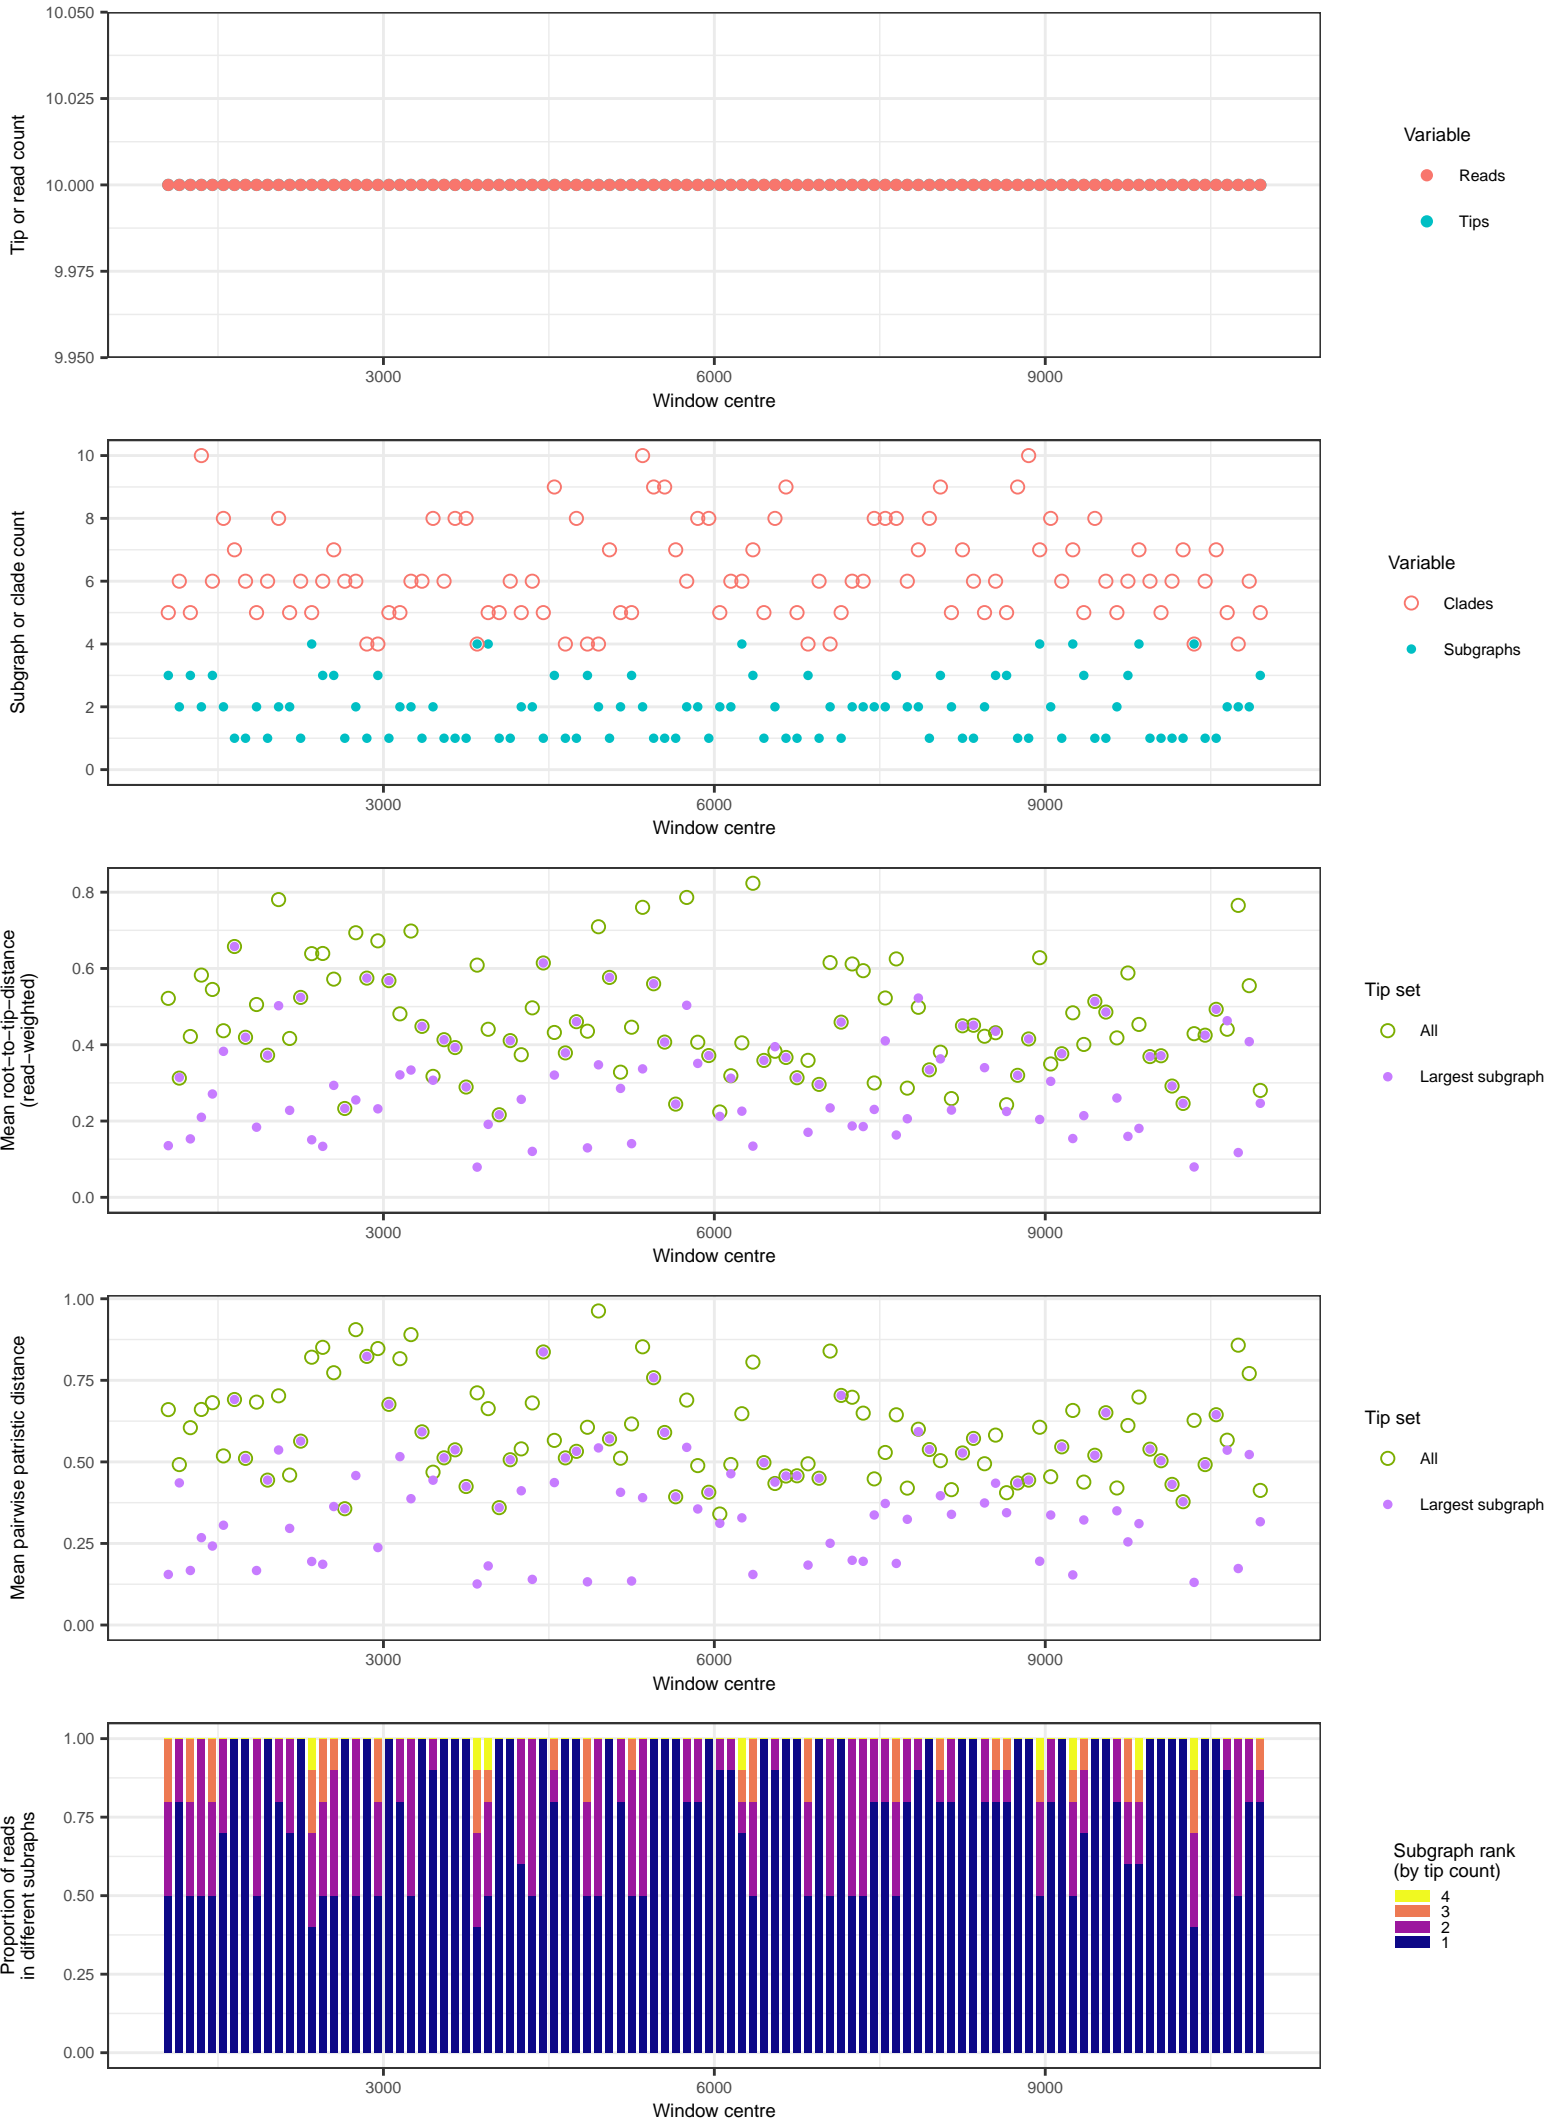 10.050
10.025
10.000
9.975
9.950
Tip or read count
3000 6000 9000
Window centre
Variable
Reads
Tips
10
8
6
4
2
0
Subgraph or clade count
3000 6000 9000
Window centre
Variable
Clades
Subgraphs
0.8
0.6
0.4
0.2
0.0
Mean root−to−tip−distance
(read−weighted)
3000 6000 9000
Window centre
Tip set
All
Largest subgraph
1.00
0.75
0.50
0.25
0.00
Mean pairwise patristic distance
3000 6000 9000
Window centre
Tip set
All
Largest subgraph
1.00
0.75
0.50
0.25
0.00
Proportion of reads
in different subraphs
3000 6000 9000
Window centre
Subgraph rank
(by tip count)
4
3
2
1